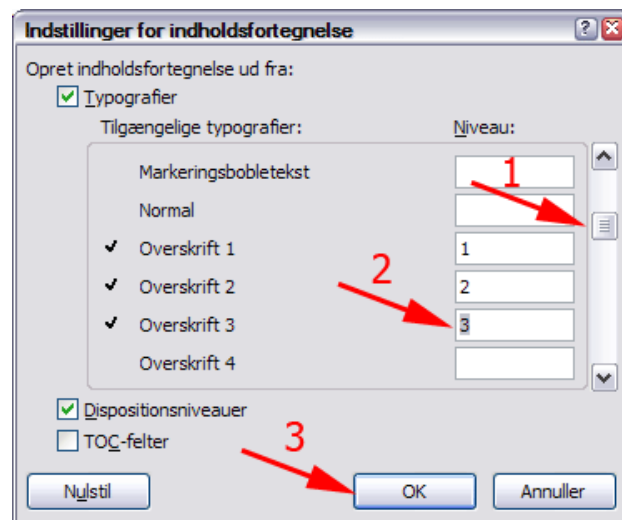 Indstillinger for indholdsfortegnelse
Opret indholdsfortegnelse ud fra:
Typografier
Tilgængelige typografier: Niveau:
Markeringsbobletekst 1
Normal
Overskrift 1 1
2
Overskrift 2 2
Overskrift 3 3
Overskrift 4
Dispositionsniveauer
TOC-felter
3
Nulstil OK Annuller